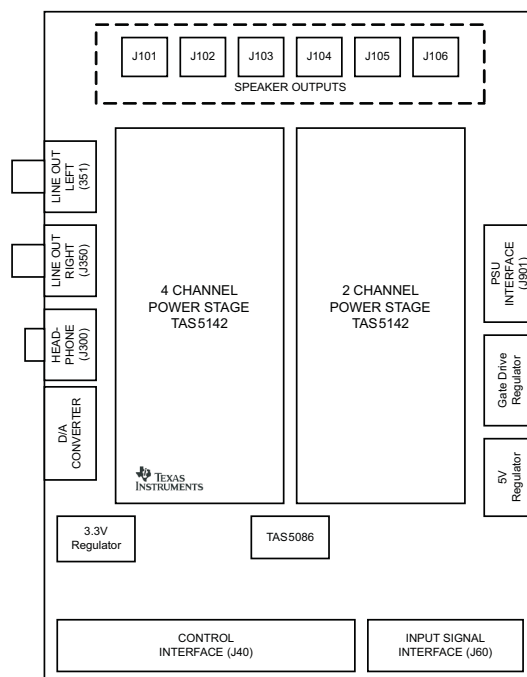 J101 J102 J103 J104 J105 J106
SPEAKER OUTPUTS
LINE OUT
LEFT
(351)
LINE OUT
RIGHT
(J350)
HEAD-
PHONE
(J300)
D/A
CONVERTER
4 CHANNEL
POWER STAGE
TAS5142
TEXAS
INSTRUMENTS
2 CHANNEL
POWER STAGE
TAS5142
PSU
INTERFACE
(J901)
Gate Drive
Regulator
5V
Regulator
3.3V
Regulator
TAS5086
CONTROL
INTERFACE (J40)
INPUT SIGNAL
INTERFACE (J60)